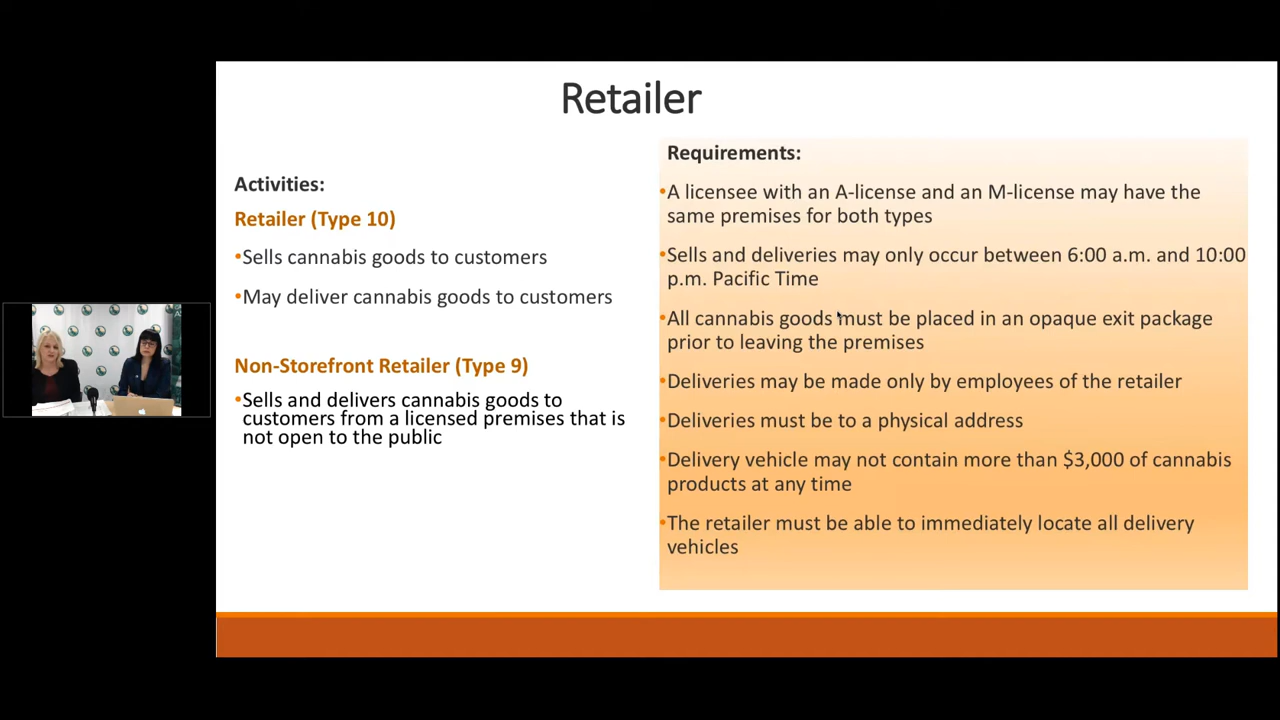 Retailer
Activities:
Retailer (Type 10)
•Sells cannabis goods to customers
•May deliver cannabis goods to customers
Non-Storefront Retailer (Type 9)
•Sells and delivers cannabis goods to
customers from a licensed premises that is
not open to the public
Requirements:
•A licensee with an A-license and an M-license may have the
same premises for both types
•Sells and deliveries may only occur between 6:00 a.m. and 10:00
p.m. Pacific Time
•All cannabis goods must be placed in an opaque exit package
prior to leaving the premises
•Deliveries may be made only by employees of the retailer
•Deliveries must be to a physical address
•Delivery vehicle may not contain more than $3,000 of cannabis
products at any time
•The retailer must be able to immediately locate all delivery
vehicles